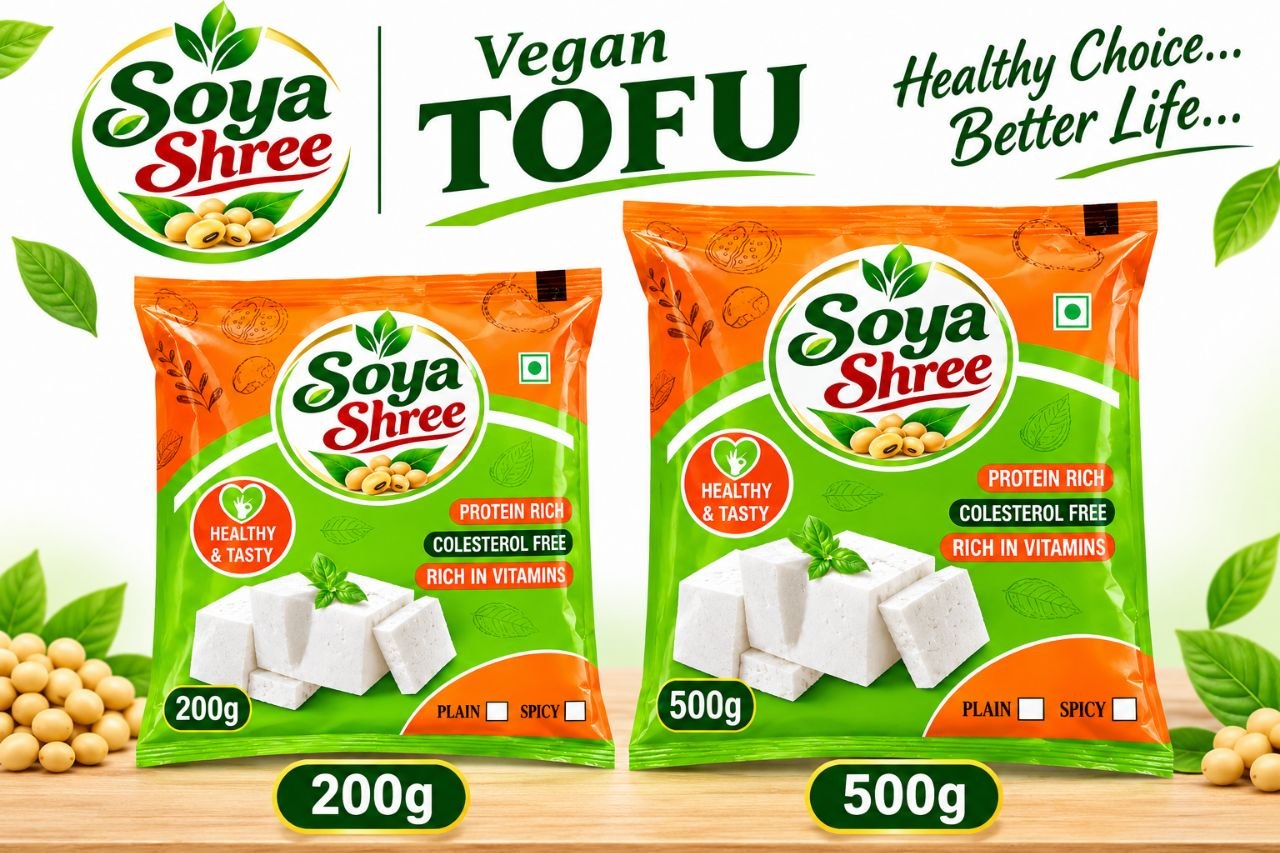 Soya
Shree
Vegan
TOFU
Healthy Choice...
Better Life...
Soya
Shree
HEALTHY
& TASTY
PROTEIN RICH
COLESTEROL FREE
RICH IN VITAMINS
200g
PLAIN SPICY
200g
Soya
Shree
HEALTHY
& TASTY
PROTEIN RICH
COLESTEROL FREE
RICH IN VITAMINS
500g
PLAIN SPICY
500g